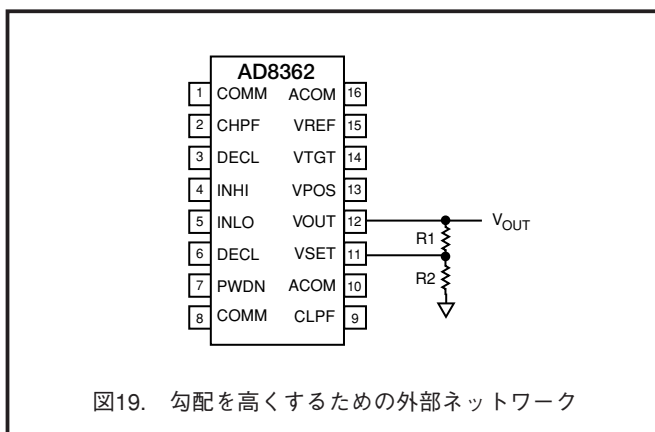 AD8362
1 COMM ACOM 16
2 CHPF VREF 15
3 DECL VTGT 14
4 INHI VPOS 13
5 INLO VOUT 12 VOUT
R1
6 DECL VSET 11
R2
7 PWDN ACOM 10
8 COMM CLPF 9
図19. 勾配を高くするための外部ネットワーク